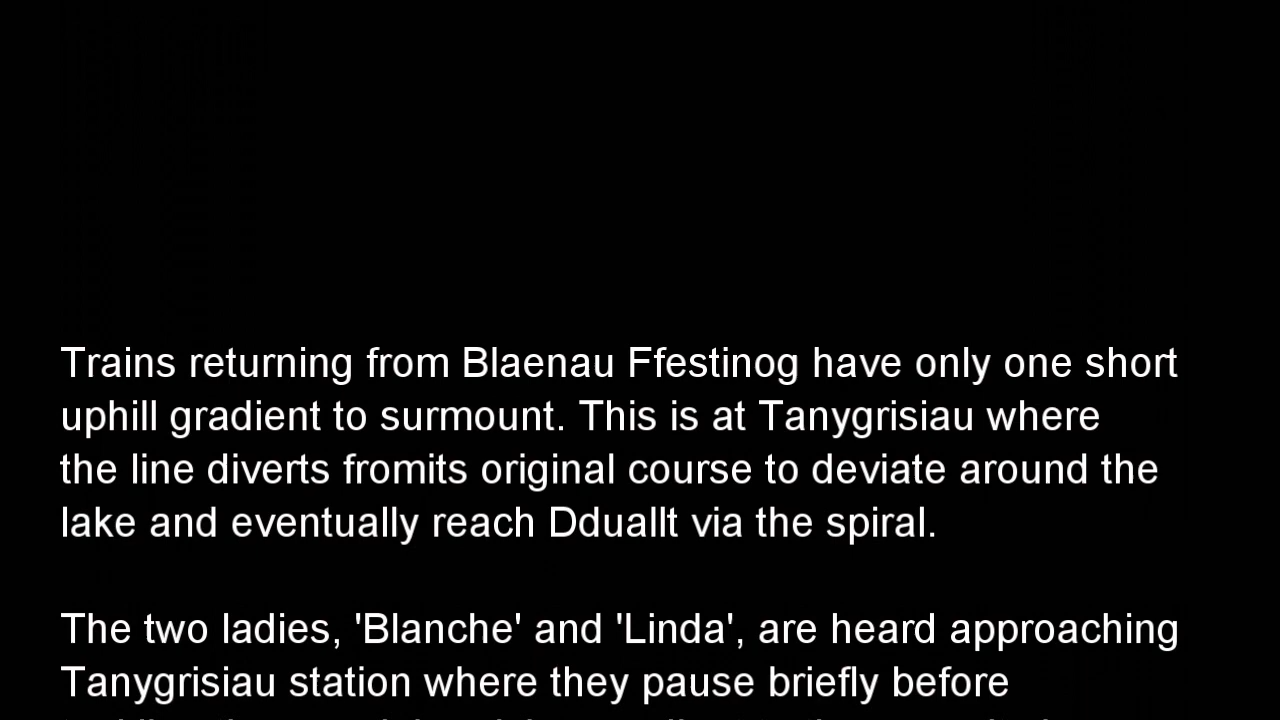 Trains returning from Blaenau Ffestinog have only one short
uphill gradient to surmount. This is at Tanygrisiau where
the line diverts fromits original course to deviate around the
lake and eventually reach Dduallt via the spiral.
The two ladies, 'Blanche' and 'Linda', are heard approaching
Tanygrisiau station where they pause briefly before